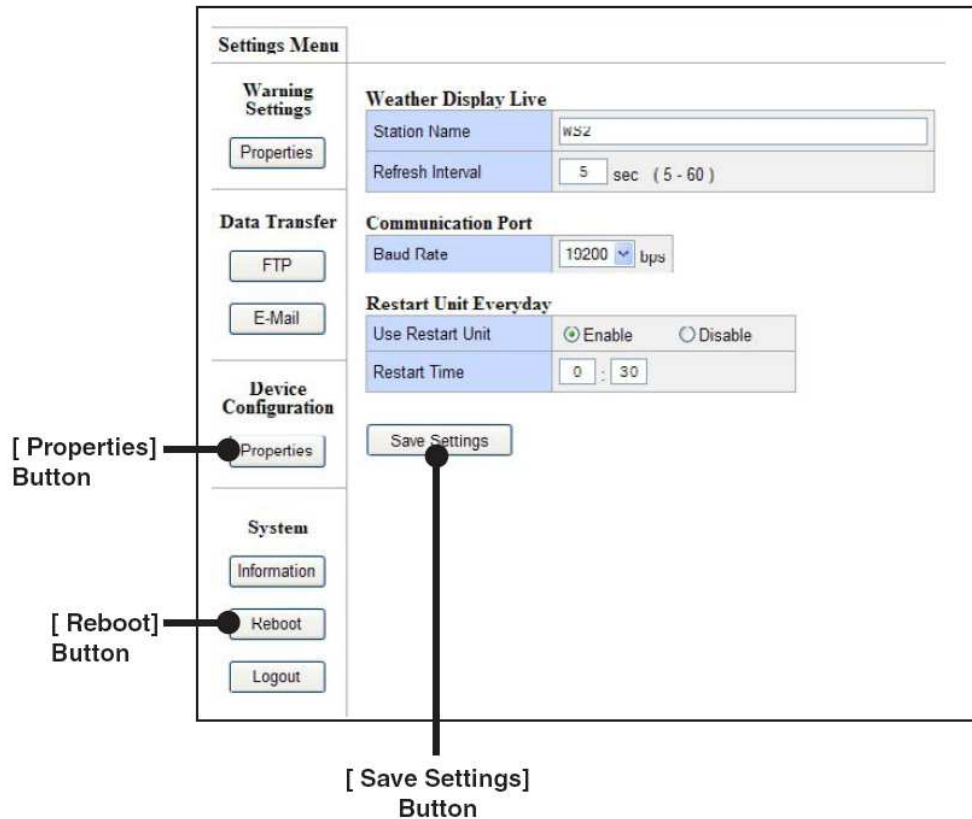 Settings Menu
Warning
Settings
Properties
Data Transfer
FTP
E-Mail
Device
Configuration
Properties
System
Information
Reboot
Logout
Weather Display Live
Station Name WS2
Refresh Interval 5 sec ( 5 - 60 )
Communication Port
Baud Rate 19200 bps
Restart Unit Everyday
Use Restart Unit Enable Disable
Restart Time 0 : 30
Save Settings
[ Properties]
Button
[ Reboot]
Button
[ Save Settings]
Button